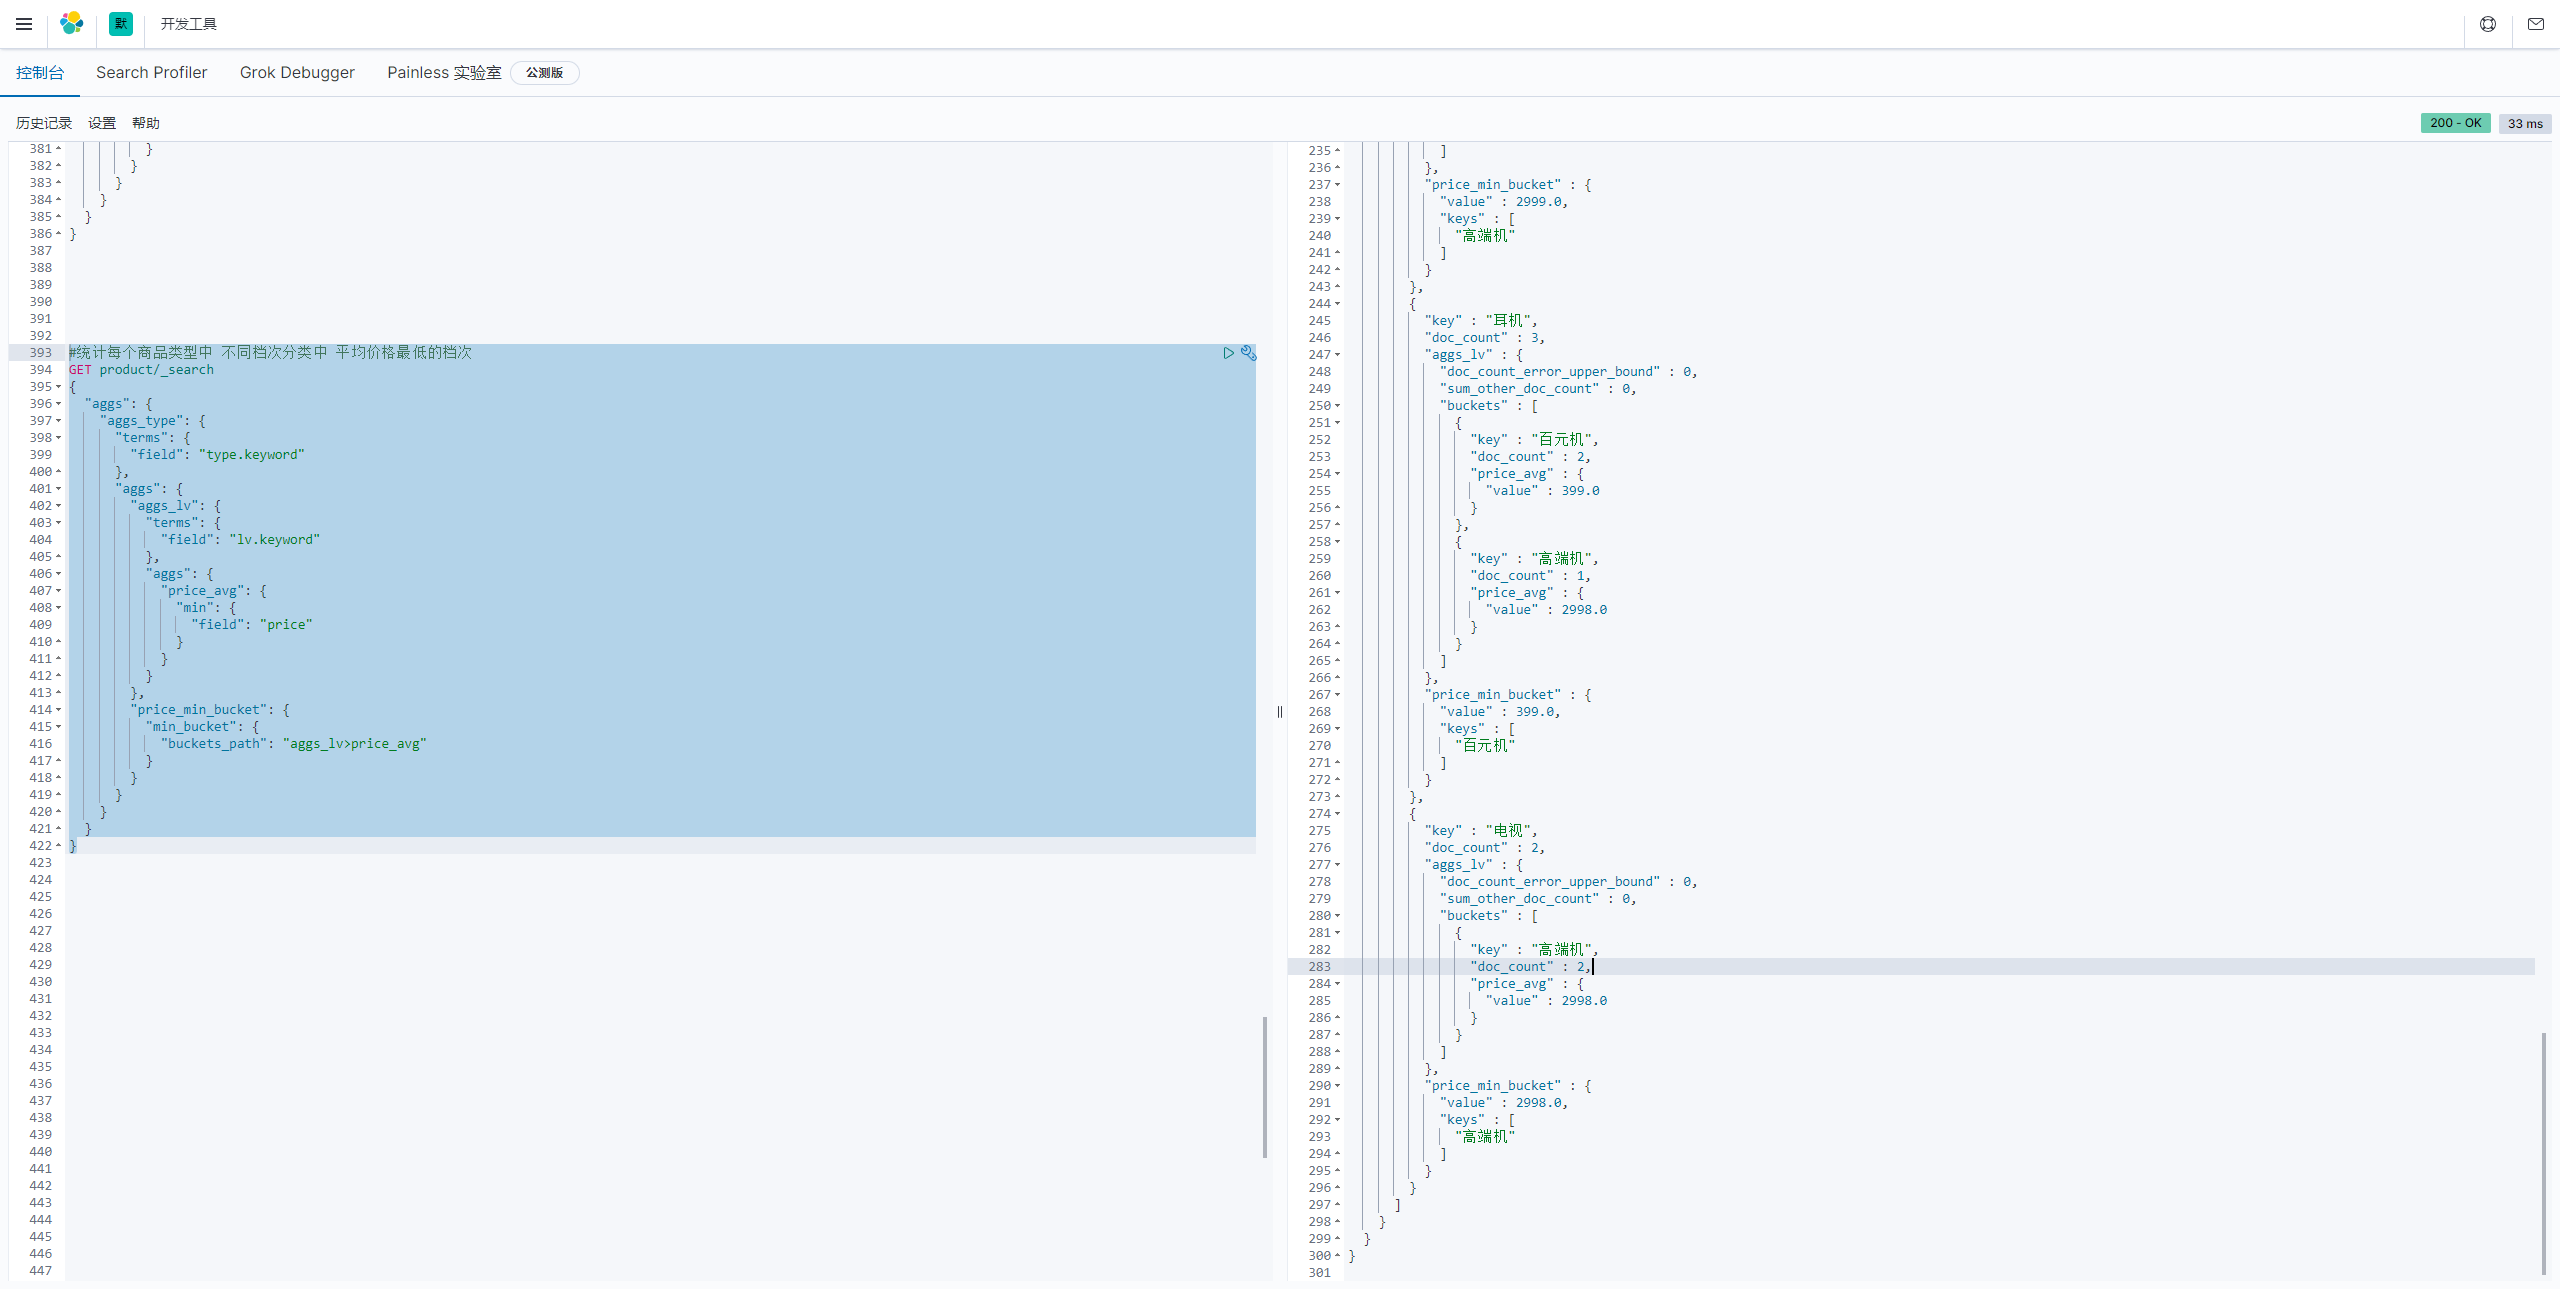 默 开发工具
控制台 Search Profiler Grok Debugger Painless 实验室 公测版
历史记录 设置 帮助
200 - OK 33 ms
381 }
382 }
383 }
384 }
385 }
386 }
387
388
389
390
391
392
393 #统计每个商品类型中 不同档次分类中 平均价格最低的档次
394 GET product/_search
395 {
396 "aggs": {
397 "aggs_type": {
398 "terms": {
399 "field": "type.keyword"
400 },
401 "aggs": {
402 "aggs_lv": {
403 "terms": {
404 "field": "lv.keyword"
405 },
406 "aggs": {
407 "price_avg": {
408 "min": {
409 "field": "price"
410 }
411 }
412 }
413 },
414 "price_min_bucket": {
415 "min_bucket": {
416 "buckets_path": "aggs_lv>price_avg"
417 }
418 }
419 }
420 }
421 }
422 }
423
424
425
426
427
428
429
430
431
432
433
434
435
436
437
438
439
440
441
442
443
444
445
446
447
235 ]
236 },
237 "price_min_bucket" : {
238 "value" : 2999.0,
239 "keys" : [
240 "高端机"
241 ]
242 }
243 },
244 {
245 "key" : "耳机",
246 "doc_count" : 3,
247 "aggs_lv" : {
248 "doc_count_error_upper_bound" : 0,
249 "sum_other_doc_count" : 0,
250 "buckets" : [
251 {
252 "key" : "百元机",
253 "doc_count" : 2,
254 "price_avg" : {
255 "value" : 399.0
256 }
257 },
258 {
259 "key" : "高端机",
260 "doc_count" : 1,
261 "price_avg" : {
262 "value" : 2998.0
263 }
264 }
265 ]
266 },
267 "price_min_bucket" : {
268 "value" : 399.0,
269 "keys" : [
270 "百元机"
271 ]
272 }
273 },
274 {
275 "key" : "电视",
276 "doc_count" : 2,
277 "aggs_lv" : {
278 "doc_count_error_upper_bound" : 0,
279 "sum_other_doc_count" : 0,
280 "buckets" : [
281 {
282 "key" : "高端机",
283 "doc_count" : 2,
284 "price_avg" : {
285 "value" : 2998.0
286 }
287 }
288 ]
289 },
290 "price_min_bucket" : {
291 "value" : 2998.0,
292 "keys" : [
293 "高端机"
294 ]
295 }
296 }
297 ]
298 }
299 }
300 }
301